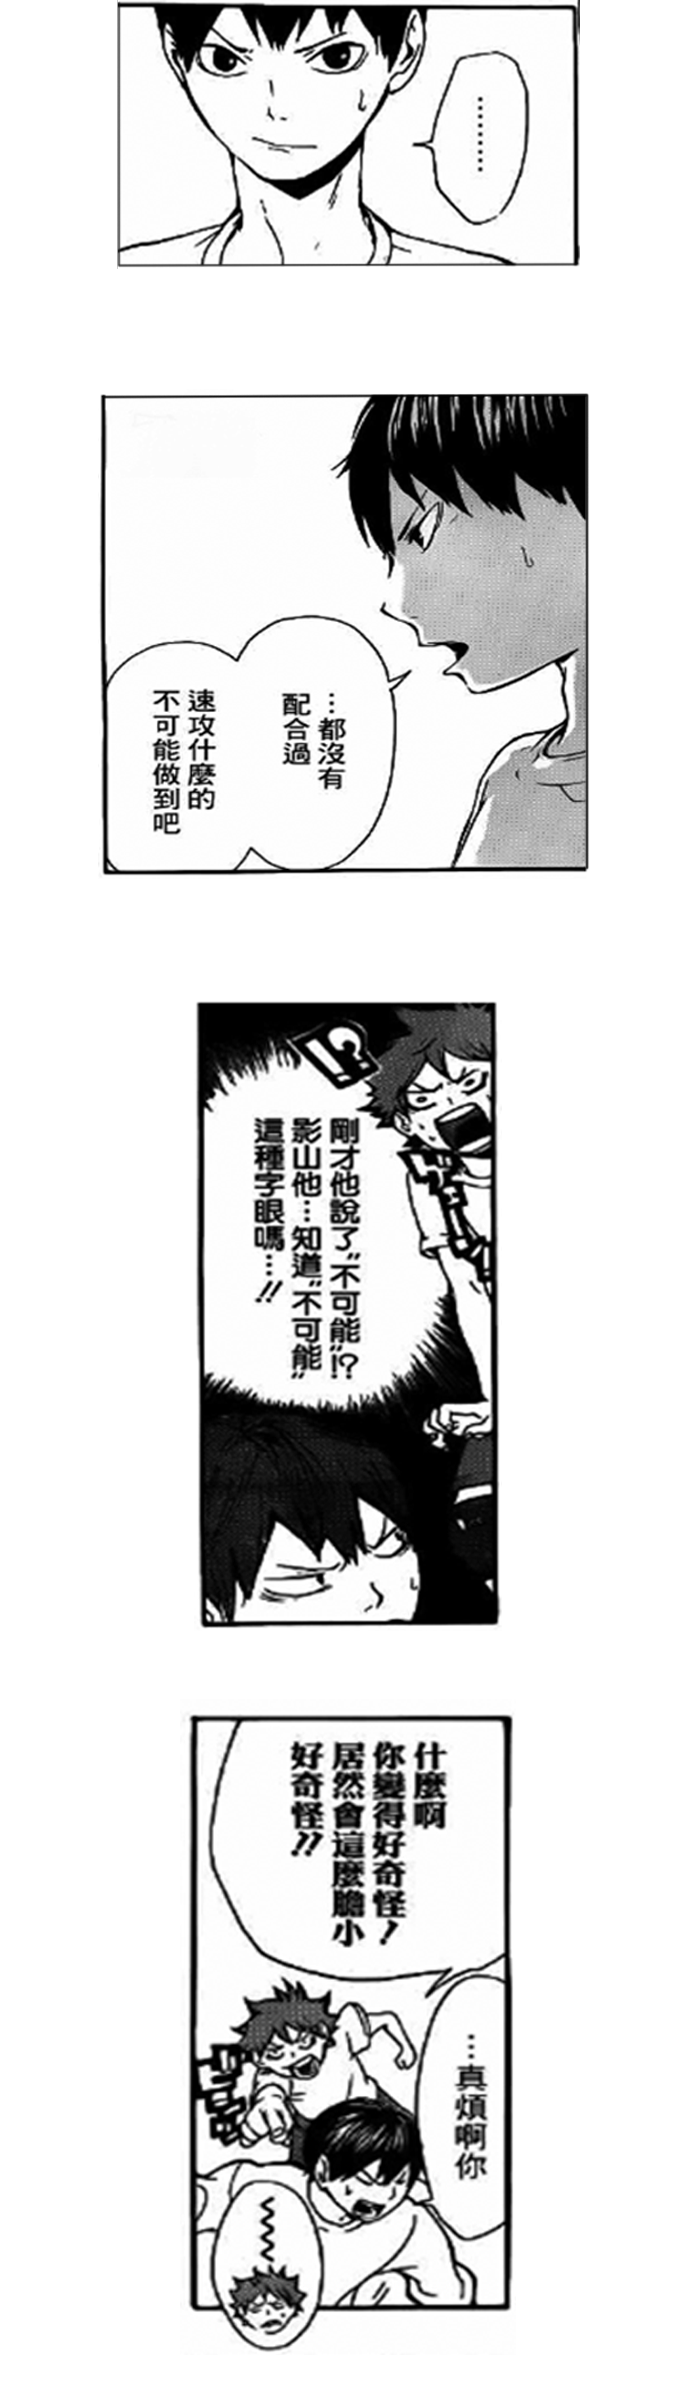 ………
…都沒有
配合過
速攻什麼的
不可能做到吧
!?
剛才他說了"不可能"!?
影山他…知道"不可能"
這種字眼嗎…!!
什麼啊
你變得好奇怪!
居然會這麼膽小
好奇怪!!
…真煩啊你